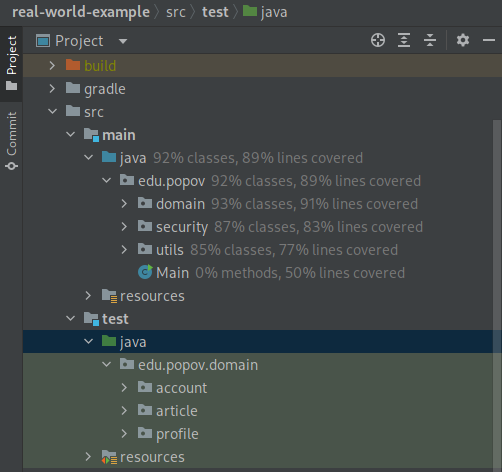 real-world-example src test java
Project
Project
Commit
build
gradle
src
main
java 92% classes, 89% lines covered
edu.popov 92% classes, 89% lines covered
domain 93% classes, 91% lines covered
security 87% classes, 83% lines covered
utils 85% classes, 77% lines covered
Main 0% methods, 50% lines covered
resources
test
java
edu.popov.domain
account
article
profile
resources